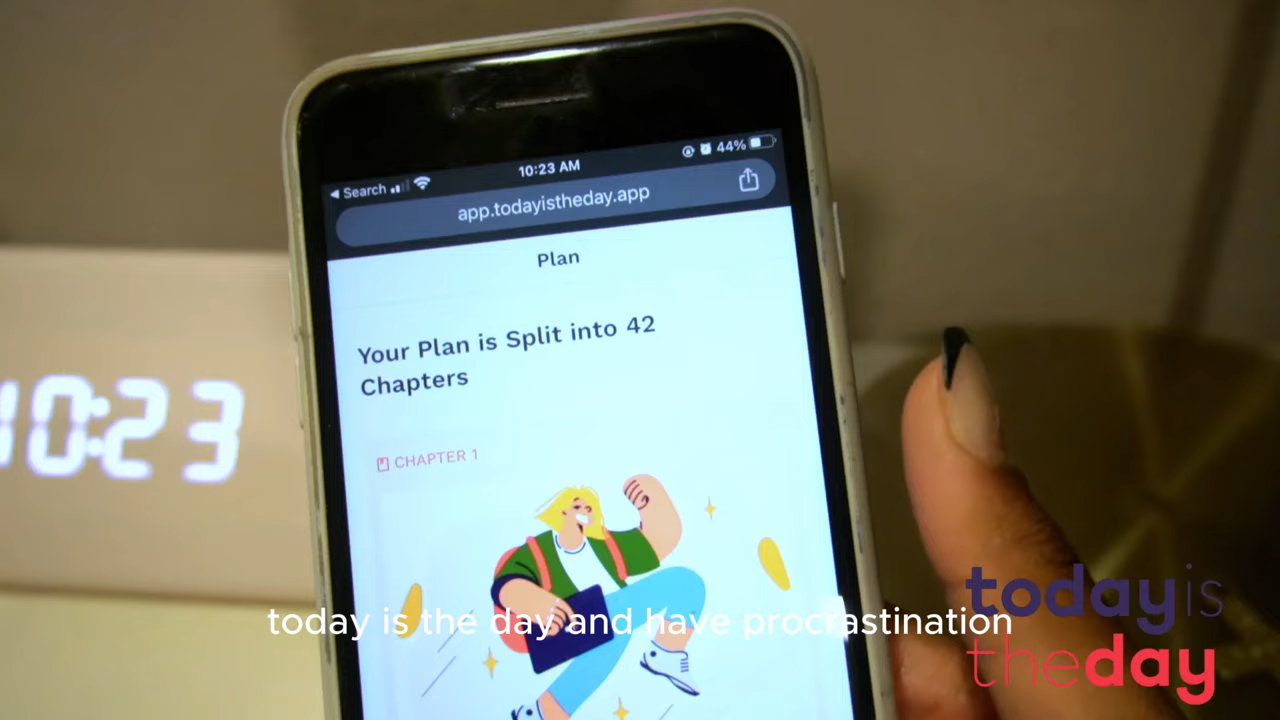 Search
10:23 AM
44%
app.todayistheday.app
Plan
Your Plan is Split into 42
Chapters
CHAPTER 1
10:23
today is the day and have procrastination
today is
the day